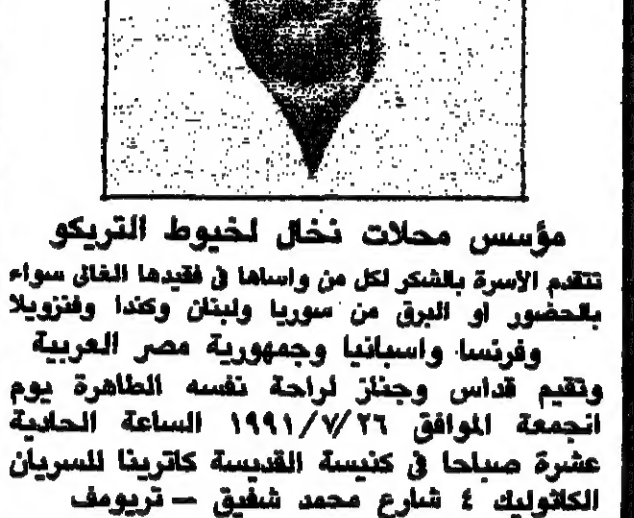 مؤسس محلات نخال لخيوط التريكو
تتقدم الاسرة بالشكر لكل من واساها في فقيدها الغالي سواء
بالحضور او البرق من سوريا ولبنان وكندا وفنزويلا
وفرنسا واسبانيا وجمهورية مصر العربية
وتقيم قداس وجناز لراحة نفسه الطاهرة يوم
الجمعة الموافق ٢٦/٧/١٩٩١ الساعة الحادية
عشرة صباحا في كنيسة القديسة كاترينا للسريان
الكاثوليك ٤ شارع محمد شفيق — تريومف